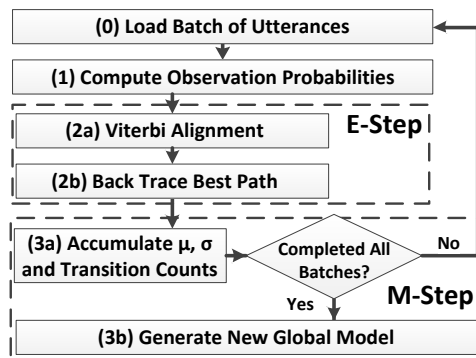 (0) Load Batch of Utterances
(1) Compute Observation Probabilities
E-Step
(2a) Viterbi Alignment
(2b) Back Trace Best Path
(3a) Accumulate μ, σ
and Transition Counts
Completed All
Batches?
No
Yes
M-Step
(3b) Generate New Global Model